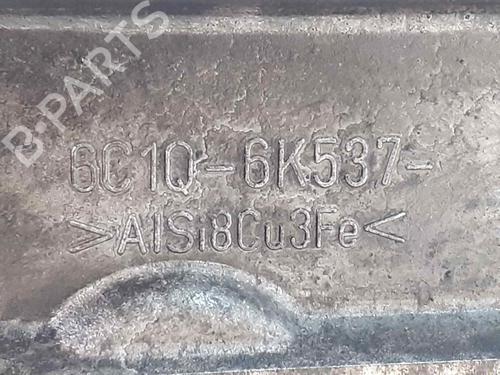 B-PARTS
6C1Q-6K537-
>AlSi8Cu3Fe<